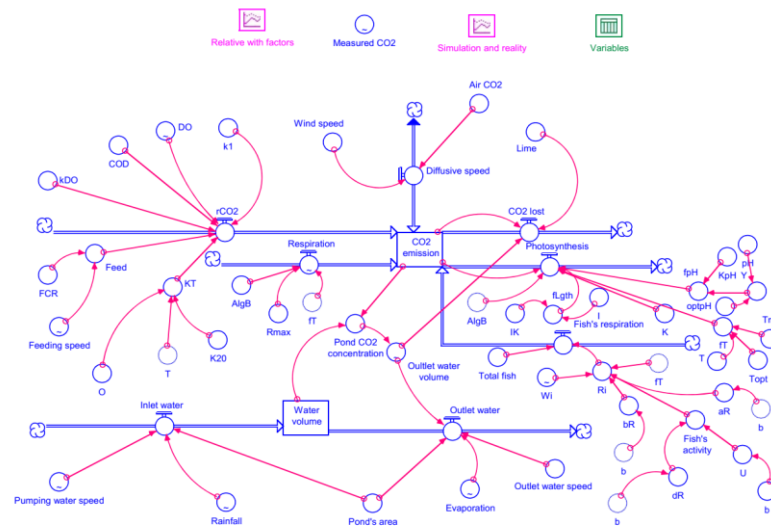 Relative with factors
Measured CO2
Simulation and reality
Variables
Air CO2
DO
Wind speed
k1
COD
Lime
kDO
Diffusive speed
rCO2
CO2 lost
CO2
emission
Respiration
Photosynthesis
Feed
FCR
KT
AlgB
Rmax
fT
AlgB
IK
fLgth
I
Fish's respiration
K
fpH
KpH
pH
Y
optpH
Tr
fT
T
Topt
Feeding speed
O
T
K20
Pond CO2
concentration
Oultlet water
volume
Total fish
Wi
Ri
fT
aR
b
bR
b
Fish's
activity
U
b
dR
b
Inlet water
Water
volume
Outlet water
Pumping water speed
Rainfall
Pond's area
Evaporation
Outlet water speed